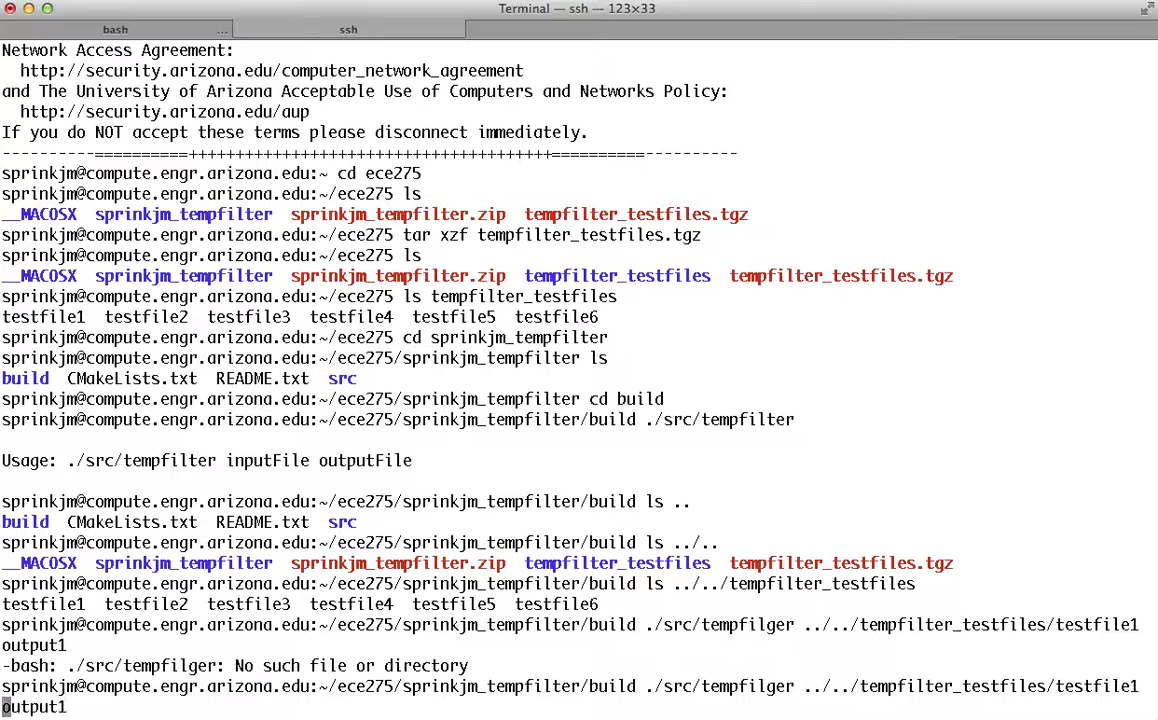 Terminal — ssh — 123×33
bash ... ssh
Network Access Agreement:
  http://security.arizona.edu/computer_network_agreement
and The University of Arizona Acceptable Use of Computers and Networks Policy:
  http://security.arizona.edu/aup
If you do NOT accept these terms please disconnect immediately.
----------==========+++++++++++++++++++++++++++++++++++++++==========----------
sprinkjm@compute.engr.arizona.edu:~ cd ece275
sprinkjm@compute.engr.arizona.edu:~/ece275 ls
__MACOSX  sprinkjm_tempfilter  sprinkjm_tempfilter.zip  tempfilter_testfiles.tgz
sprinkjm@compute.engr.arizona.edu:~/ece275 tar xzf tempfilter_testfiles.tgz
sprinkjm@compute.engr.arizona.edu:~/ece275 ls
__MACOSX  sprinkjm_tempfilter  sprinkjm_tempfilter.zip  tempfilter_testfiles  tempfilter_testfiles.tgz
sprinkjm@compute.engr.arizona.edu:~/ece275 ls tempfilter_testfiles
testfile1  testfile2  testfile3  testfile4  testfile5  testfile6
sprinkjm@compute.engr.arizona.edu:~/ece275 cd sprinkjm_tempfilter
sprinkjm@compute.engr.arizona.edu:~/ece275/sprinkjm_tempfilter ls
build  CMakeLists.txt  README.txt  src
sprinkjm@compute.engr.arizona.edu:~/ece275/sprinkjm_tempfilter cd build
sprinkjm@compute.engr.arizona.edu:~/ece275/sprinkjm_tempfilter/build ./src/tempfilter
Usage: ./src/tempfilter inputFile outputFile
sprinkjm@compute.engr.arizona.edu:~/ece275/sprinkjm_tempfilter/build ls ..
build  CMakeLists.txt  README.txt  src
sprinkjm@compute.engr.arizona.edu:~/ece275/sprinkjm_tempfilter/build ls ../..
__MACOSX  sprinkjm_tempfilter  sprinkjm_tempfilter.zip  tempfilter_testfiles  tempfilter_testfiles.tgz
sprinkjm@compute.engr.arizona.edu:~/ece275/sprinkjm_tempfilter/build ls ../../tempfilter_testfiles
testfile1  testfile2  testfile3  testfile4  testfile5  testfile6
sprinkjm@compute.engr.arizona.edu:~/ece275/sprinkjm_tempfilter/build ./src/tempfilger ../../tempfilter_testfiles/testfile1
output1
-bash: ./src/tempfilger: No such file or directory
sprinkjm@compute.engr.arizona.edu:~/ece275/sprinkjm_tempfilter/build ./src/tempfilger ../../tempfilter_testfiles/testfile1
output1